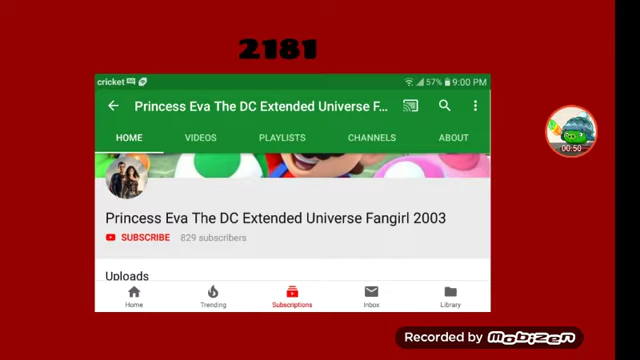 2181
cricket 57% 9:00 PM
Princess Eva The DC Extended Universe F...
HOME VIDEOS PLAYLISTS CHANNELS ABOUT
00:50
Princess Eva The DC Extended Universe Fangirl 2003
SUBSCRIBE 829 subscribers
Uploads
Home Trending Subscriptions Inbox Library
Recorded by Mobizen